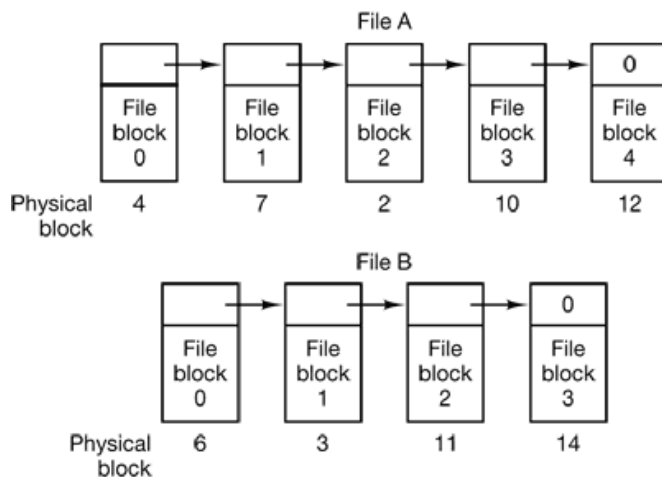 File A
0
File File File File File
block block block block block
0 1 2 3 4
Physical 4 7 2 10 12
block
File B
0
File File File File
block block block block
0 1 2 3
Physical 6 3 11 14
block